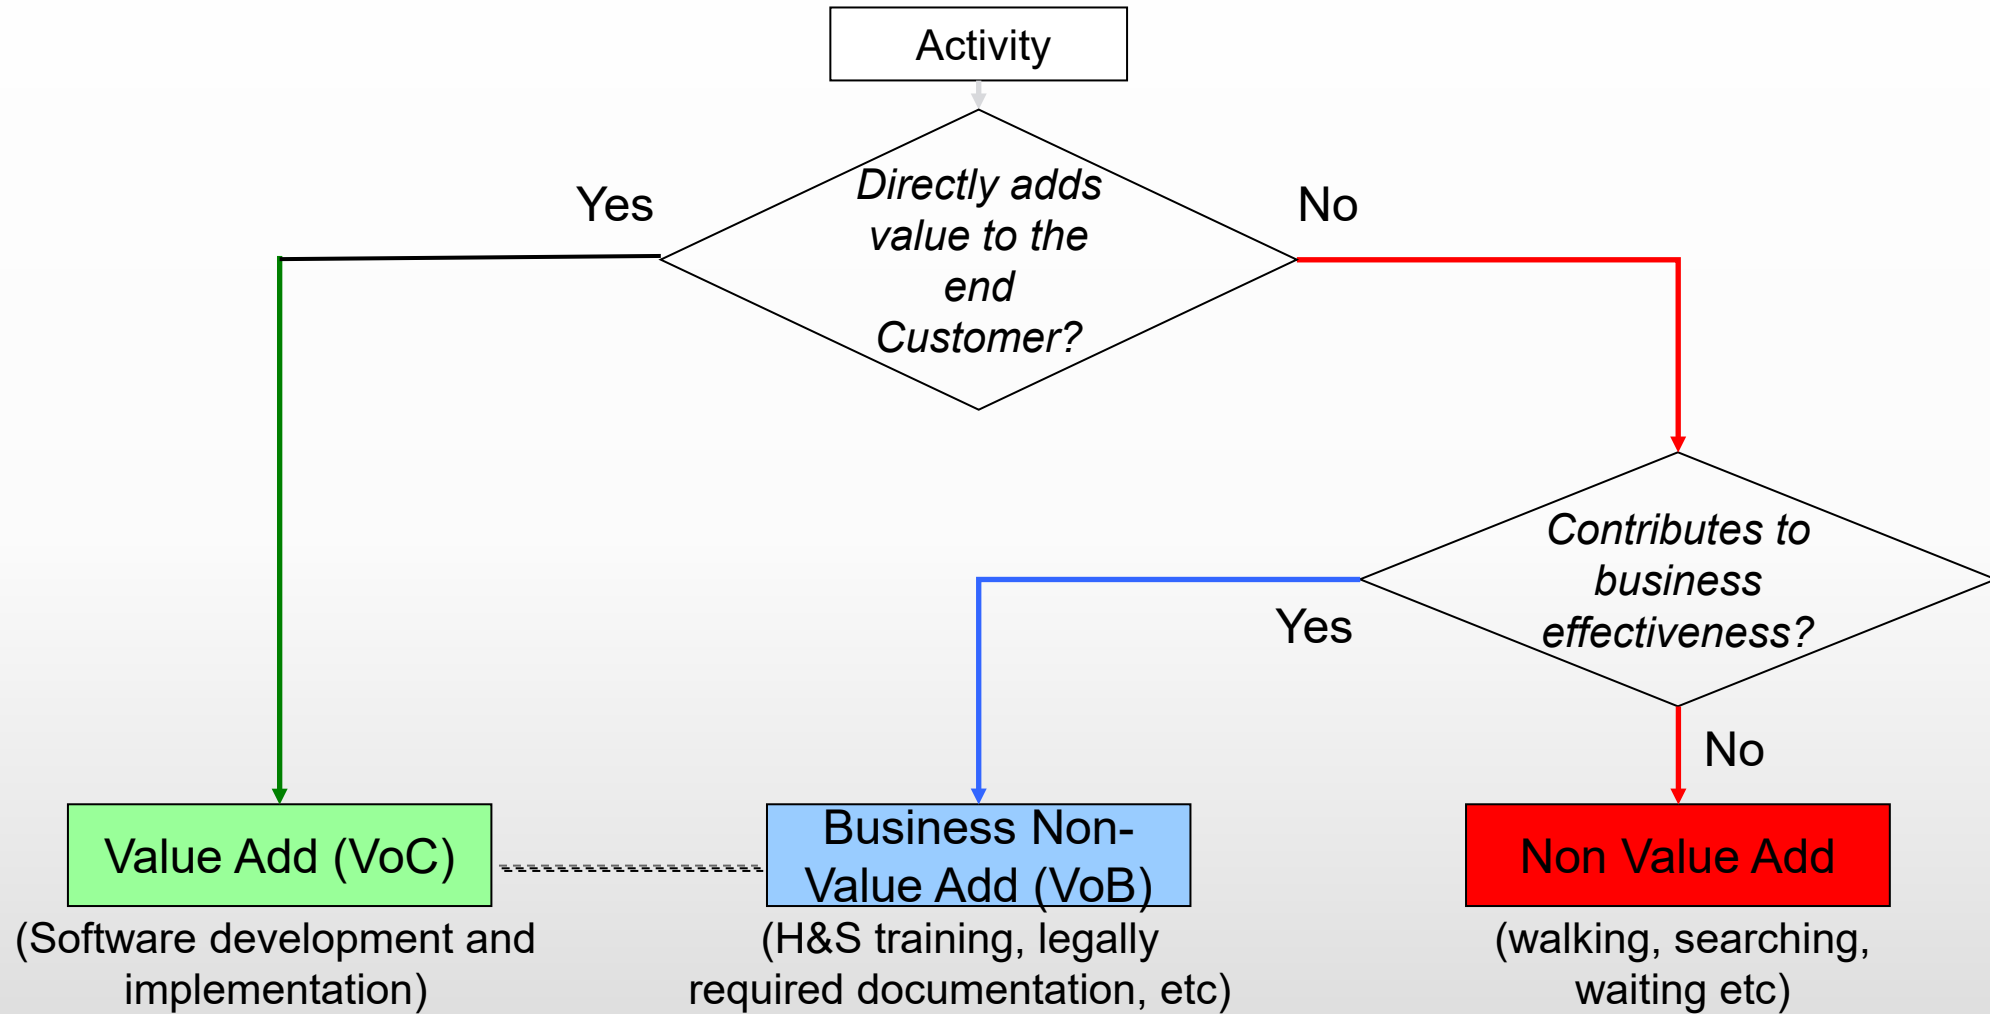 Activity
Yes
Directly adds
value to the
end
Customer?
No
Contributes to
business
effectiveness?
Yes
No
Value Add (VoC)
(Software development and
implementation)
Business Non-
Value Add (VoB)
(H&S training, legally
required documentation, etc)
Non Value Add
(walking, searching,
waiting etc)